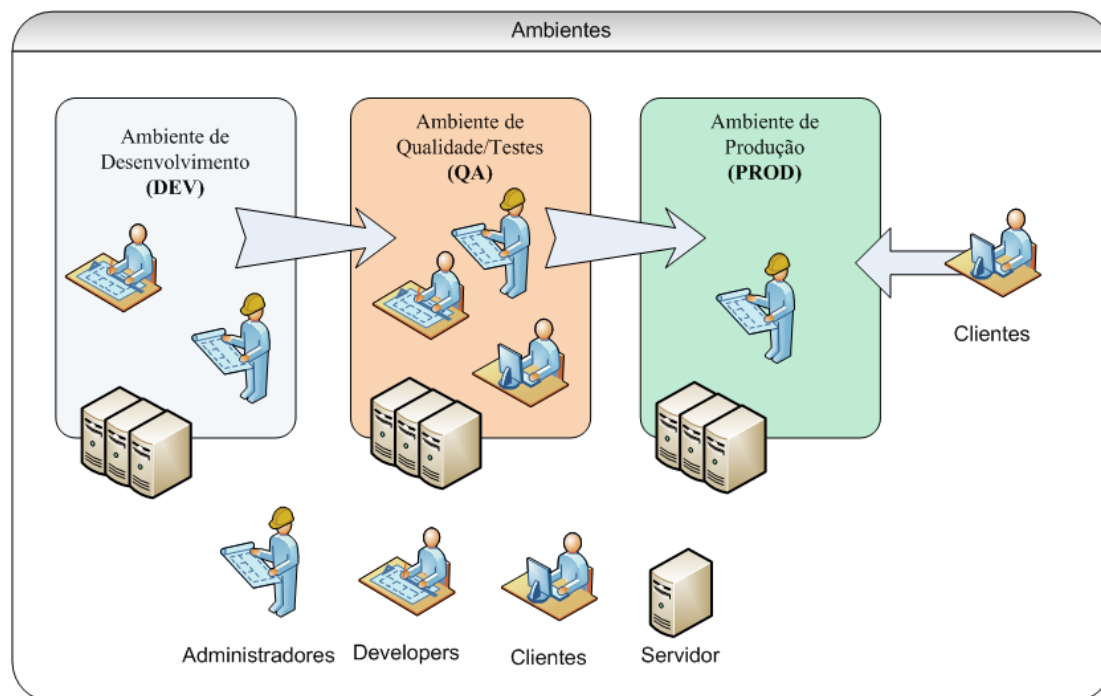 Ambientes
Ambiente de
Desenvolvimento
(DEV)
Ambiente de
Qualidade/Testes
(QA)
Ambiente de
Produção
(PROD)
Clientes
Administradores
Developers
Clientes
Servidor